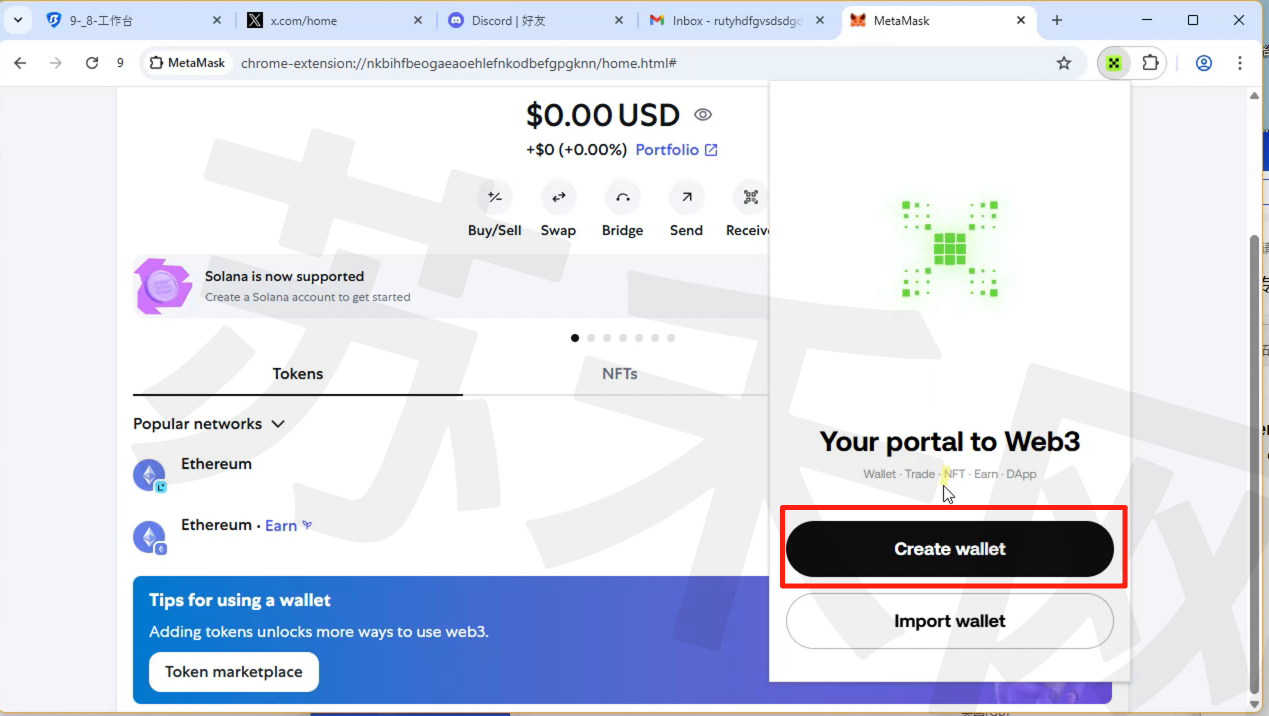 9-_8-工作台
x.com/home
Discord | 好友
Inbox - rutyhdfgvsdsdgd
MetaMask
9
MetaMask
chrome-extension://nkbihfbeogaeaoehlefnkodbefgpgknn/home.html#
$0.00 USD
+$0 (+0.00%) Portfolio
Buy/Sell
Swap
Bridge
Send
Receive
Solana is now supported
Create a Solana account to get started
Tokens
NFTs
Popular networks
Ethereum
Ethereum • Earn
Tips for using a wallet
Adding tokens unlocks more ways to use web3.
Token marketplace
Your portal to Web3
Wallet · Trade · NFT · Earn · DApp
Create wallet
Import wallet
苏禾网